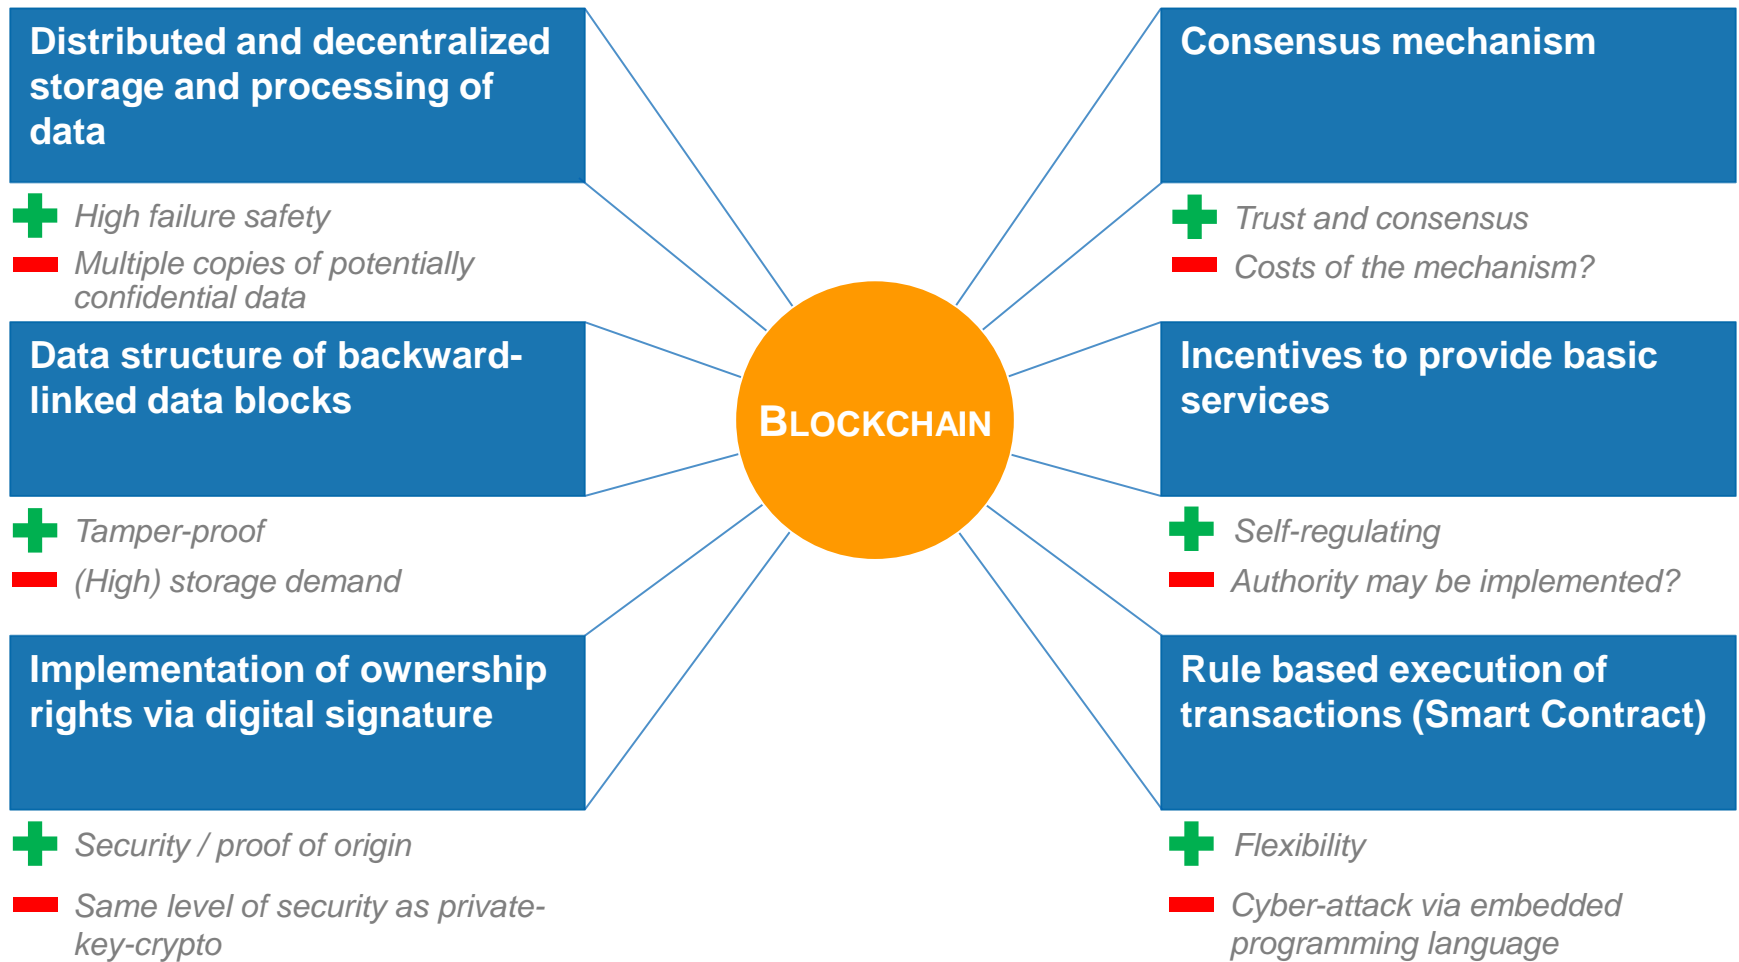 Distributed and decentralized
storage and processing of
data
High failure safety
Multiple copies of potentially
confidential data
Data structure of backward-
linked data blocks
Tamper-proof
(High) storage demand
Implementation of ownership
rights via digital signature
Security / proof of origin
Same level of security as private-
key-crypto
BLOCKCHAIN
Consensus mechanism
Trust and consensus
Costs of the mechanism?
Incentives to provide basic
services
Self-regulating
Authority may be implemented?
Rule based execution of
transactions (Smart Contract)
Flexibility
Cyber-attack via embedded
programming language